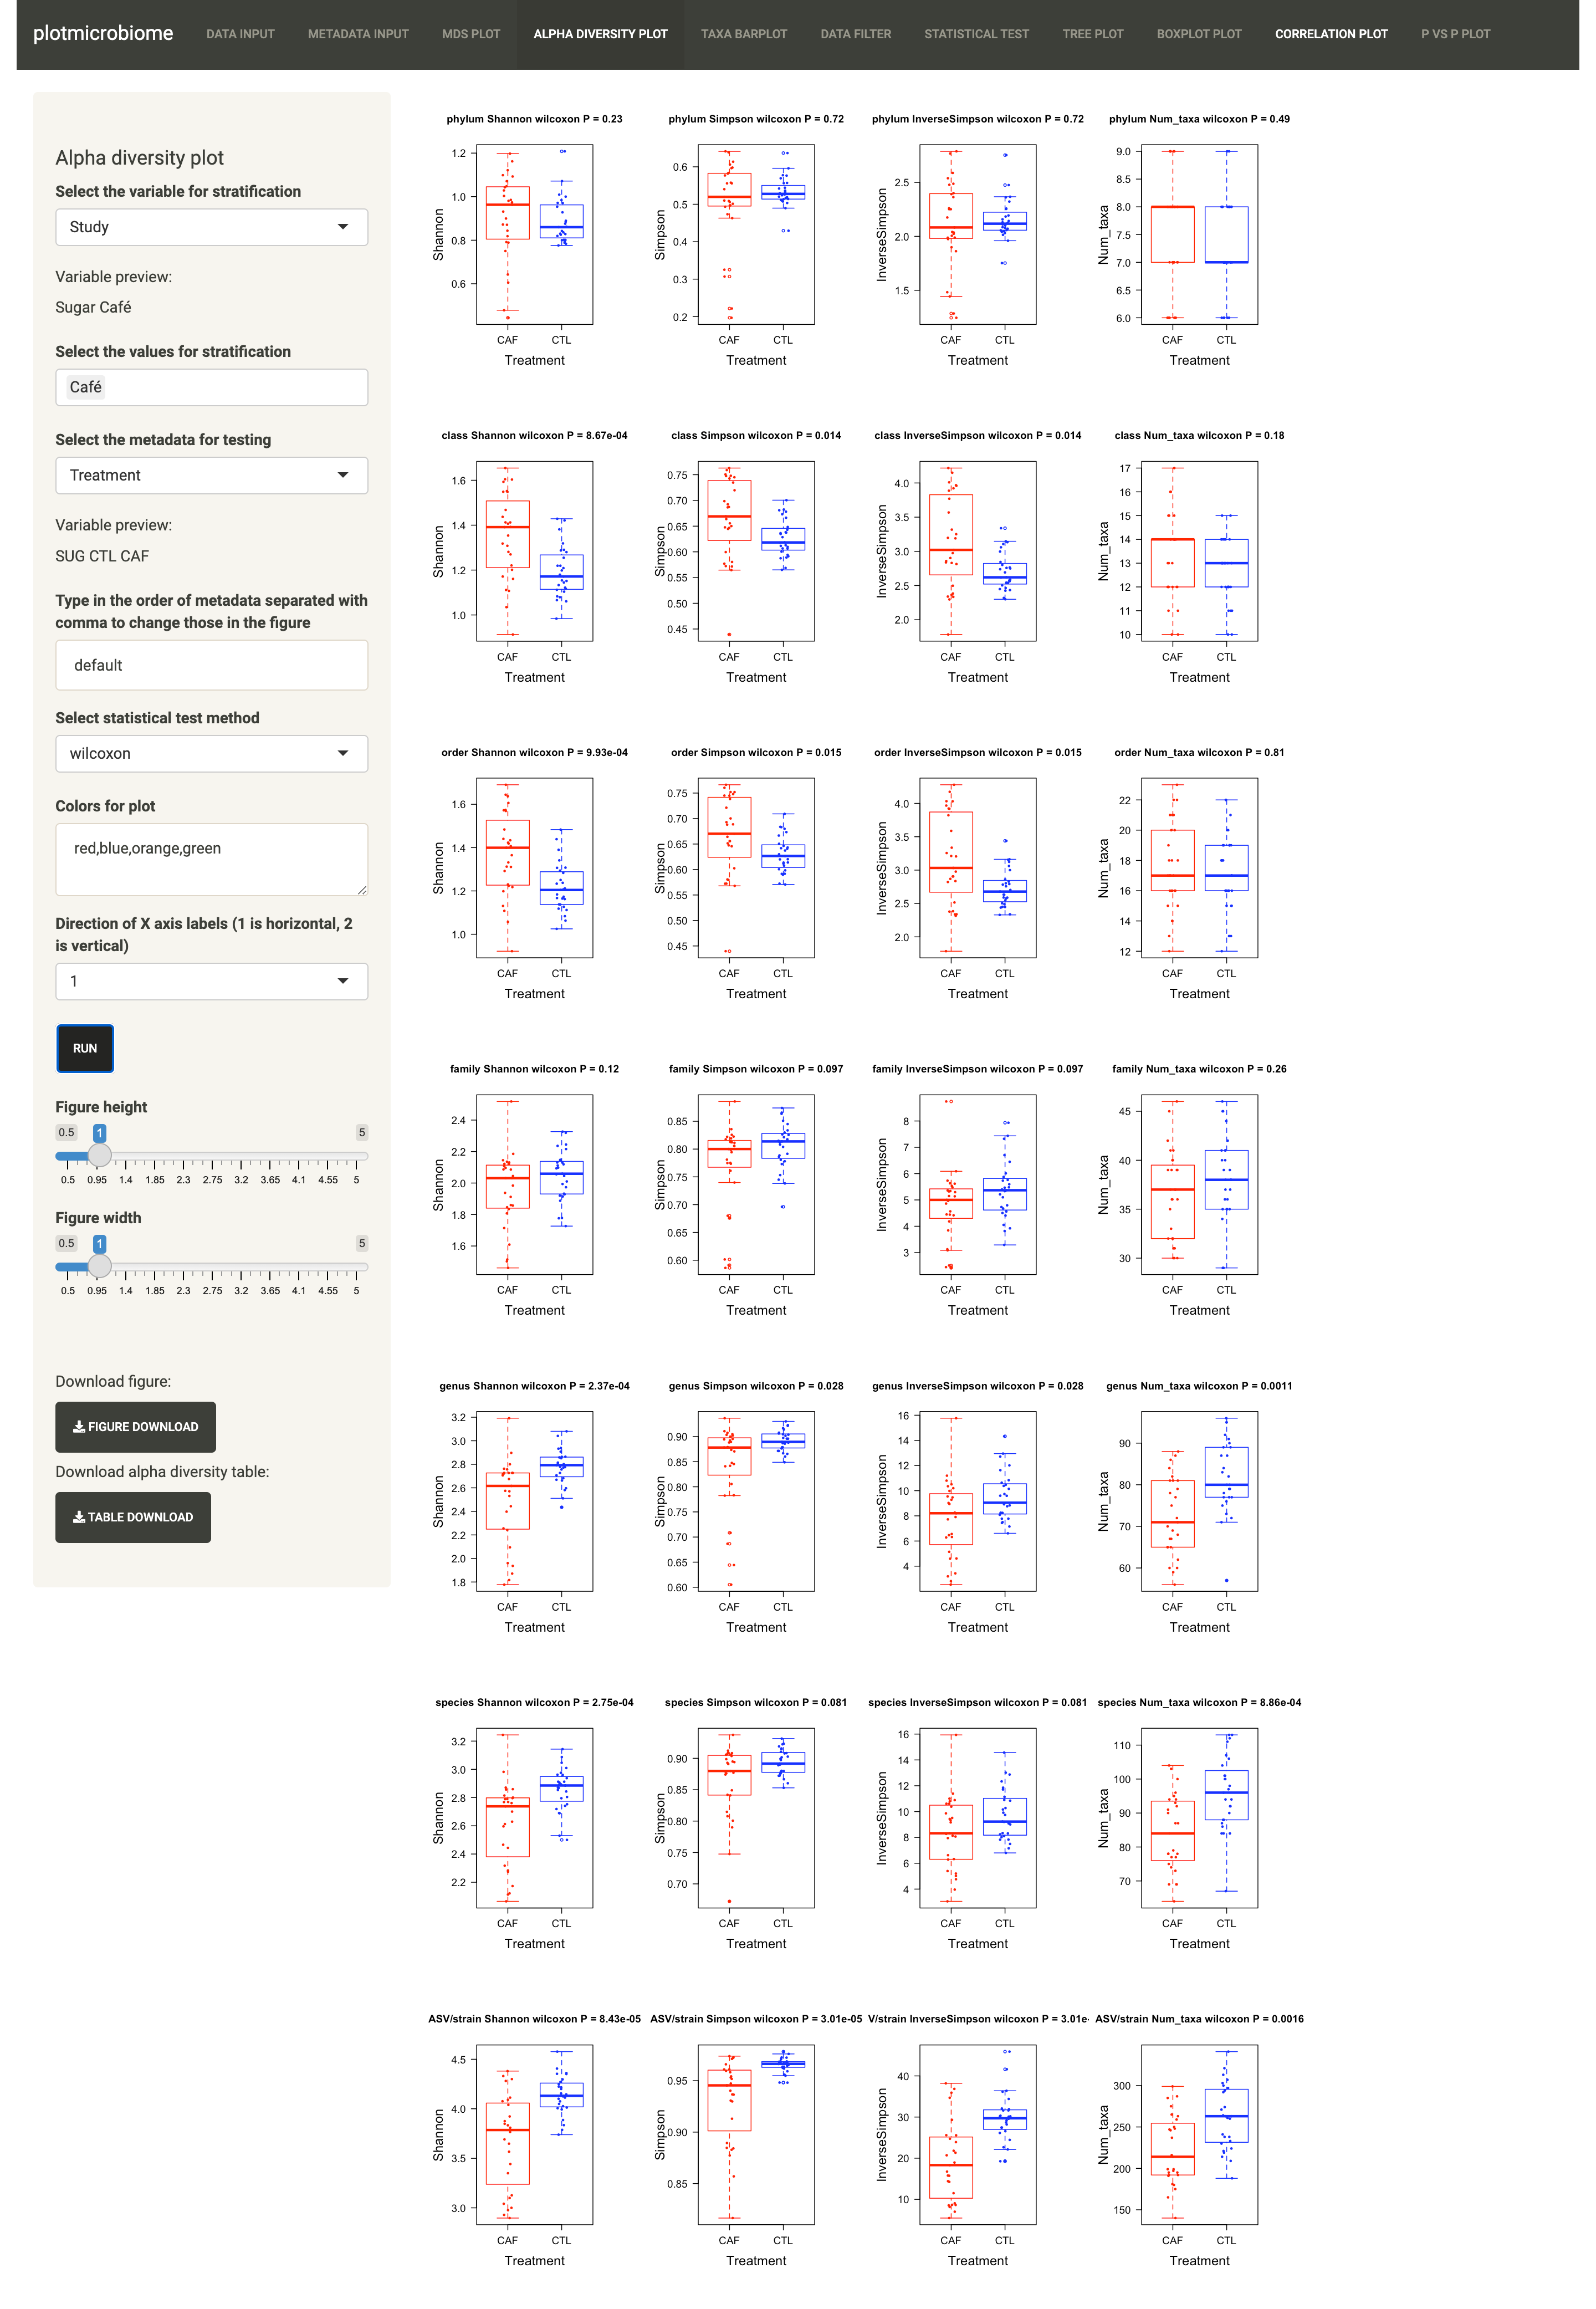 plotmicrobiome DATA INPUT METADATA INPUT MDS PLOT ALPHA DIVERSITY PLOT TAXA BARPLOT DATA FILTER STATISTICAL TEST TREE PLOT BOXPLOT PLOT CORRELATION PLOT P VS P PLOT
Alpha diversity plot
Select the variable for stratification
Study
Variable preview:
Sugar Café
Select the values for stratification
Café
Select the metadata for testing
Treatment
Variable preview:
SUG CTL CAF
Type in the order of metadata separated with
comma to change those in the figure
default
Select statistical test method
wilcoxon
Colors for plot
red,blue,orange,green
Direction of X axis labels (1 is horizontal, 2
is vertical)
1
RUN
Figure height
0.5 1 5
0.5 0.95 1.4 1.85 2.3 2.75 3.2 3.65 4.1 4.55 5
Figure width
0.5 1 5
0.5 0.95 1.4 1.85 2.3 2.75 3.2 3.65 4.1 4.55 5
Download figure:
FIGURE DOWNLOAD
Download alpha diversity table:
TABLE DOWNLOAD
phylum Shannon wilcoxon P = 0.23
1.2
1.0
0.8
0.6
Shannon
CAF CTL
Treatment
phylum Simpson wilcoxon P = 0.72
0.6
0.5
0.4
0.3
0.2
Simpson
CAF CTL
Treatment
phylum InverseSimpson wilcoxon P = 0.72
2.5
2.0
1.5
InverseSimpson
CAF CTL
Treatment
phylum Num_taxa wilcoxon P = 0.49
9.0
8.5
8.0
7.5
7.0
6.5
6.0
Num_taxa
CAF CTL
Treatment
class Shannon wilcoxon P = 8.67e-04
1.6
1.4
1.2
1.0
Shannon
CAF CTL
Treatment
class Simpson wilcoxon P = 0.014
0.75
0.70
0.65
0.60
0.55
0.50
0.45
Simpson
CAF CTL
Treatment
class InverseSimpson wilcoxon P = 0.014
4.0
3.5
3.0
2.5
2.0
InverseSimpson
CAF CTL
Treatment
class Num_taxa wilcoxon P = 0.18
17
16
15
14
13
12
11
10
Num_taxa
CAF CTL
Treatment
order Shannon wilcoxon P = 9.93e-04
1.6
1.4
1.2
1.0
Shannon
CAF CTL
Treatment
order Simpson wilcoxon P = 0.015
0.75
0.70
0.65
0.60
0.55
0.50
0.45
Simpson
CAF CTL
Treatment
order InverseSimpson wilcoxon P = 0.015
4.0
3.5
3.0
2.5
2.0
InverseSimpson
CAF CTL
Treatment
order Num_taxa wilcoxon P = 0.81
22
20
18
16
14
12
Num_taxa
CAF CTL
Treatment
family Shannon wilcoxon P = 0.12
2.4
2.2
2.0
1.8
1.6
Shannon
CAF CTL
Treatment
family Simpson wilcoxon P = 0.097
0.85
0.80
0.75
0.70
0.65
0.60
Simpson
CAF CTL
Treatment
family InverseSimpson wilcoxon P = 0.097
8
7
6
5
4
3
InverseSimpson
CAF CTL
Treatment
family Num_taxa wilcoxon P = 0.26
45
40
35
30
Num_taxa
CAF CTL
Treatment
genus Shannon wilcoxon P = 2.37e-04
3.2
3.0
2.8
2.6
2.4
2.2
2.0
1.8
Shannon
CAF CTL
Treatment
genus Simpson wilcoxon P = 0.028
0.90
0.85
0.80
0.75
0.70
0.65
0.60
Simpson
CAF CTL
Treatment
genus InverseSimpson wilcoxon P = 0.028
16
14
12
10
8
6
4
InverseSimpson
CAF CTL
Treatment
genus Num_taxa wilcoxon P = 0.0011
90
80
70
60
Num_taxa
CAF CTL
Treatment
species Shannon wilcoxon P = 2.75e-04
3.2
3.0
2.8
2.6
2.4
2.2
Shannon
CAF CTL
Treatment
species Simpson wilcoxon P = 0.081
0.90
0.85
0.80
0.75
0.70
Simpson
CAF CTL
Treatment
species InverseSimpson wilcoxon P = 0.081
16
14
12
10
8
6
4
InverseSimpson
CAF CTL
Treatment
species Num_taxa wilcoxon P = 8.86e-04
110
100
90
80
70
Num_taxa
CAF CTL
Treatment
ASV/strain Shannon wilcoxon P = 8.43e-05
4.5
4.0
3.5
3.0
Shannon
CAF CTL
Treatment
ASV/strain Simpson wilcoxon P = 3.01e-05
0.95
0.90
0.85
Simpson
CAF CTL
Treatment
V/strain InverseSimpson wilcoxon P = 3.01e-
40
30
20
10
InverseSimpson
CAF CTL
Treatment
ASV/strain Num_taxa wilcoxon P = 0.0016
300
250
200
150
Num_taxa
CAF CTL
Treatment